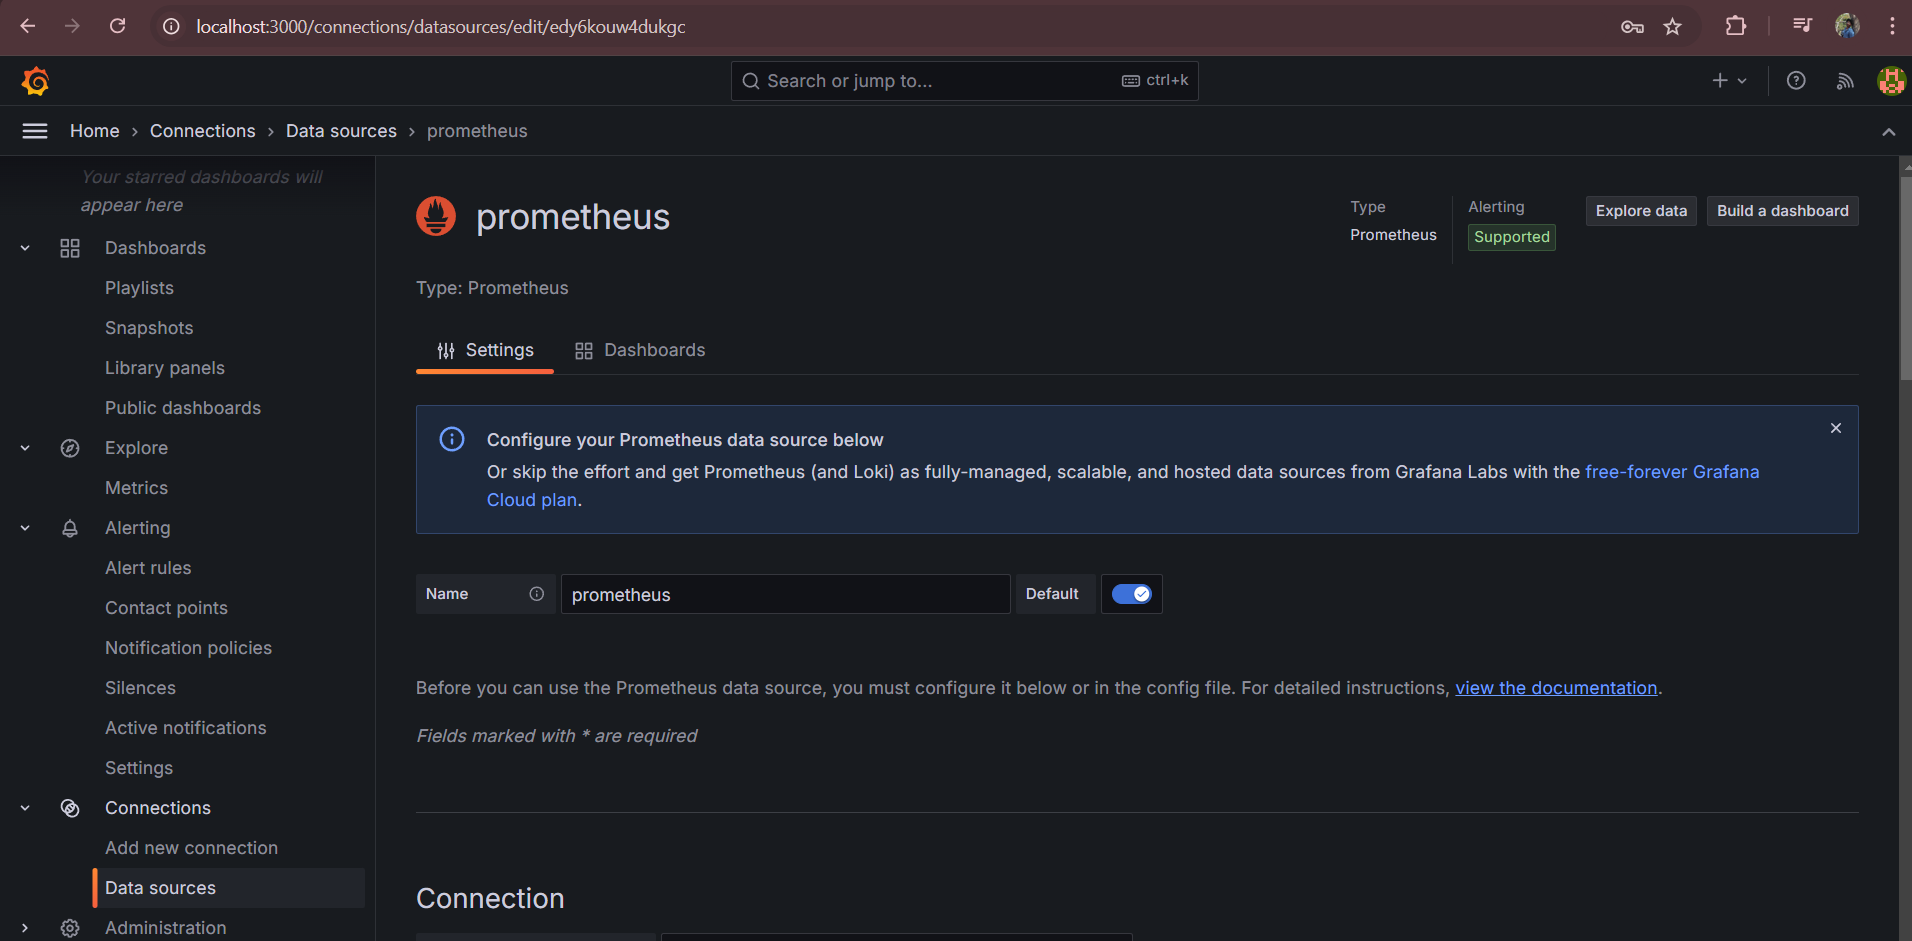 localhost:3000/connections/datasources/edit/edy6kouw4dukgc
Search or jump to... ctrl+k
Home › Connections › Data sources › prometheus
Your starred dashboards will
appear here
Dashboards
Playlists
Snapshots
Library panels
Public dashboards
Explore
Metrics
Alerting
Alert rules
Contact points
Notification policies
Silences
Active notifications
Settings
Connections
Add new connection
Data sources
Administration
prometheus
Type
Prometheus
Alerting
Supported
Explore data
Build a dashboard
Type: Prometheus
Settings
Dashboards
Configure your Prometheus data source below
Or skip the effort and get Prometheus (and Loki) as fully-managed, scalable, and hosted data sources from Grafana Labs with the free-forever Grafana
Cloud plan.
Name
prometheus
Default
Before you can use the Prometheus data source, you must configure it below or in the config file. For detailed instructions, view the documentation.
Fields marked with * are required
Connection